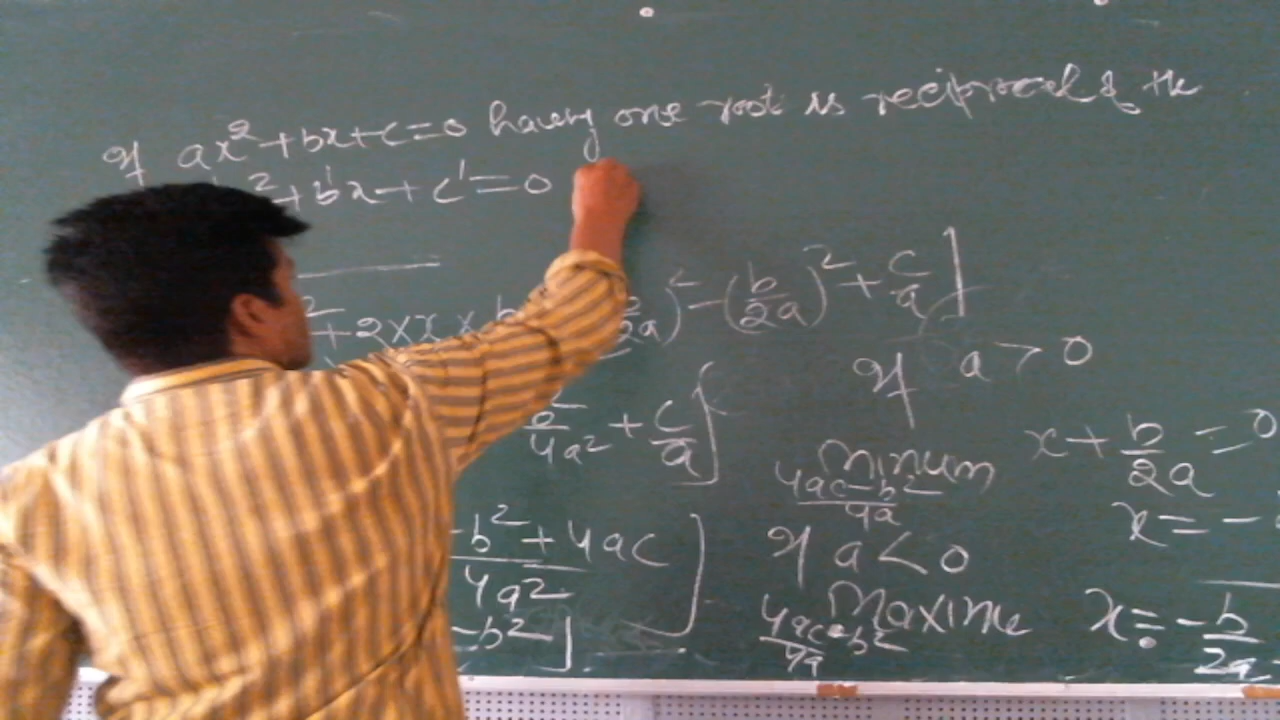 If ax²+bx+c=0 having one root is reciprocal of the
²+b'x+c'=0
²+2×x×b 2a)²-(b/2a)²+c/a]
If a>0
4a²+c/a]
Minimum x+b/2a=0
4ac-b²/4a
x=-
-b²+4ac/4a²]
If a<0
Maxime
4ac-b²/4a
x=-b/2a
-b²]